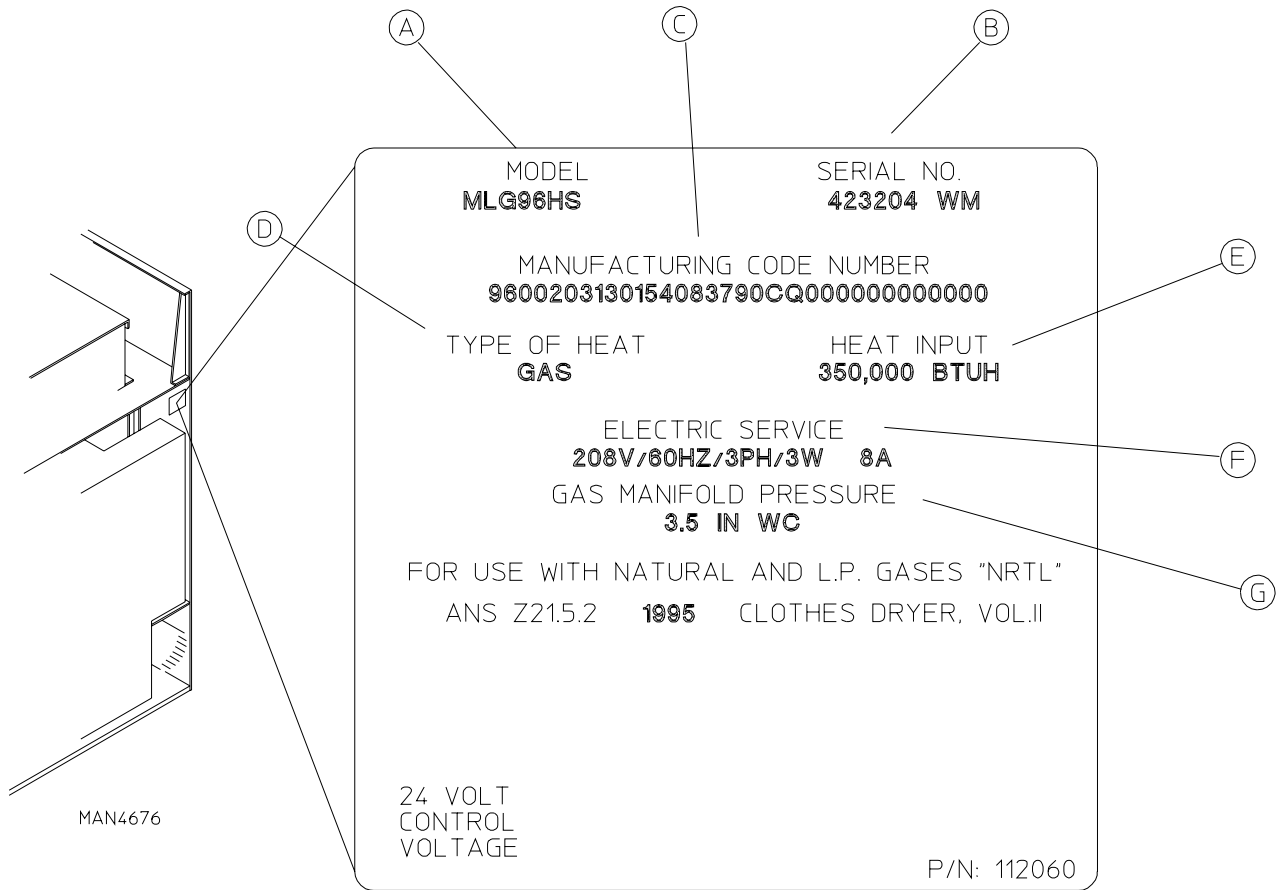 A
C
B
MODEL
MLG96HS
SERIAL NO.
423204 WM
D
MANUFACTURING CODE NUMBER
9600203130154083790CQ000000000000
E
TYPE OF HEAT
GAS
HEAT INPUT
350,000 BTUH
ELECTRIC SERVICE
208V/60HZ/3PH/3W 8A
F
GAS MANIFOLD PRESSURE
3.5 IN WC
FOR USE WITH NATURAL AND L.P. GASES "NRTL"
G
ANS Z21.5.2 1995 CLOTHES DRYER, VOL.II
24 VOLT
CONTROL
VOLTAGE
MAN4676
P/N: 112060